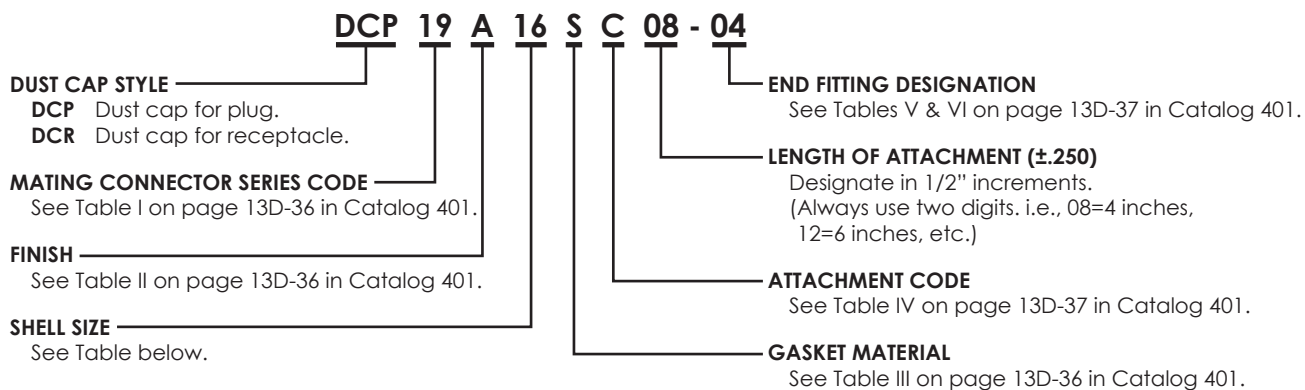 DCP 19 A 16 S C 08 - 04
DUST CAP STYLE
DCP Dust cap for plug.
DCR Dust cap for receptacle.
MATING CONNECTOR SERIES CODE
See Table I on page 13D-36 in Catalog 401.
FINISH
See Table II on page 13D-36 in Catalog 401.
SHELL SIZE
See Table below.
END FITTING DESIGNATION
See Tables V & VI on page 13D-37 in Catalog 401.
LENGTH OF ATTACHMENT (±.250)
Designate in 1/2” increments.
(Always use two digits. i.e., 08=4 inches,
12=6 inches, etc.)
ATTACHMENT CODE
See Table IV on page 13D-37 in Catalog 401.
GASKET MATERIAL
See Table III on page 13D-36 in Catalog 401.